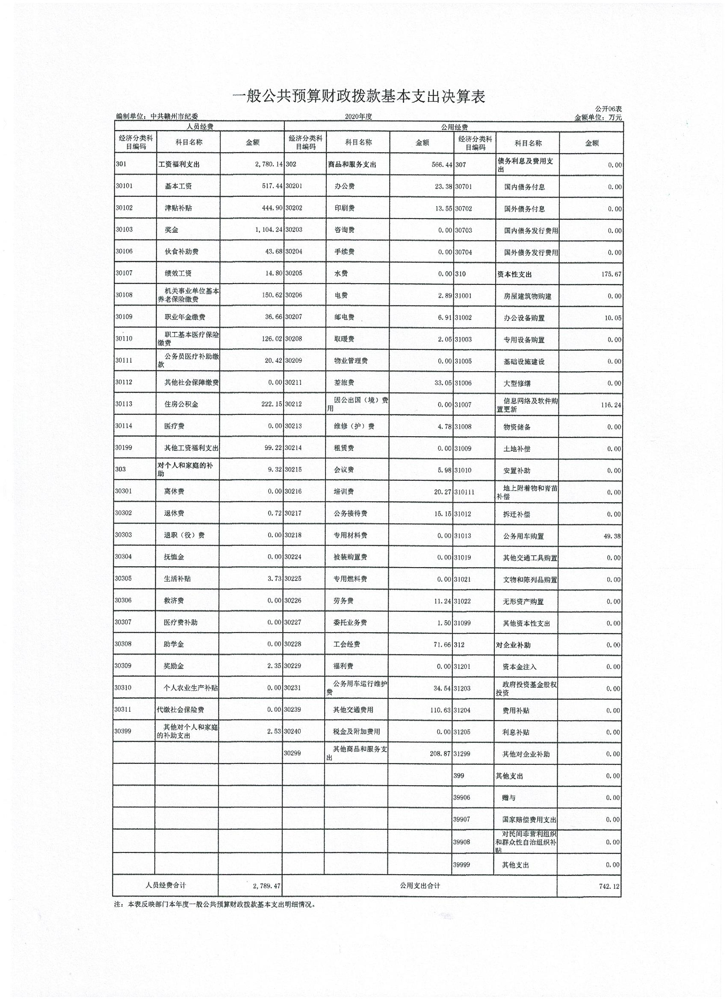 一般公共预算财政拨款基本支出决算表
公开06表
编制单位：中共赣州市纪委 2020年度 金额单位：万元
人员经费 公用经费
经济分类科目编码 科目名称 金额 经济分类科目编码 科目名称 金额 经济分类科目编码 科目名称 金额
301 工资福利支出 2,780.14 302 商品和服务支出 566.44 307 债务利息及费用支出 0.00
30101 基本工资 517.44 30201 办公费 23.38 30701 国内债务付息 0.00
30102 津贴补贴 444.90 30202 印刷费 13.55 30702 国外债务付息 0.00
30103 奖金 1,104.24 30203 咨询费 0.00 30703 国内债务发行费用 0.00
30106 伙食补助费 43.68 30204 手续费 0.00 30704 国外债务发行费用 0.00
30107 绩效工资 14.80 30205 水费 0.00 310 资本性支出 175.67
30108 机关事业单位基本养老保险缴费 150.62 30206 电费 2.89 31001 房屋建筑物购建 0.00
30109 职业年金缴费 36.66 30207 邮电费 6.91 31002 办公设备购置 10.05
30110 职工基本医疗保险缴费 126.02 30208 取暖费 2.05 31003 专用设备购置 0.00
30111 公务员医疗补助缴款 20.42 30209 物业管理费 0.00 31005 基础设施建设 0.00
30112 其他社会保障缴费 0.00 30211 差旅费 33.05 31006 大型修缮 0.00
30113 住房公积金 222.15 30212 因公出国（境）费用 0.00 31007 信息网络及软件购置更新 116.24
30114 医疗费 0.00 30213 维修（护）费 4.78 31008 物资储备 0.00
30199 其他工资福利支出 99.22 30214 租赁费 0.00 31009 土地补偿 0.00
303 对个人和家庭的补助 9.32 30215 会议费 5.98 31010 安置补助 0.00
30301 离休费 0.00 30216 培训费 20.27 310111 地上附着物和青苗补偿 0.00
30302 退休费 0.72 30217 公务接待费 15.15 31012 拆迁补偿 0.00
30303 退职（役）费 0.00 30218 专用材料费 0.00 31013 公务用车购置 49.38
30304 抚恤金 0.00 30224 被装购置费 0.00 31019 其他交通工具购置 0.00
30305 生活补贴 3.73 30225 专用燃料费 0.00 31021 文物和陈列品购置 0.00
30306 救济费 0.00 30226 劳务费 11.24 31022 无形资产购置 0.00
30307 医疗费补助 0.00 30227 委托业务费 1.50 31099 其他资本性支出 0.00
30308 助学金 0.00 30228 工会经费 71.66 312 对企业补助 0.00
30309 奖励金 2.35 30229 福利费 0.00 31201 资本金注入 0.00
30310 个人农业生产补贴 0.00 30231 公务用车运行维护费 34.54 31203 政府投资基金股权投资 0.00
30311 代缴社会保险费 0.00 30239 其他交通费用 110.63 31204 费用补贴 0.00
30399 其他对个人和家庭的补助支出 2.53 30240 税金及附加费用 0.00 31205 利息补贴 0.00
30299 其他商品和服务支出 208.87 31299 其他对企业补助 0.00
399 其他支出 0.00
39906 赠与 0.00
39907 国家赔偿费用支出 0.00
39908 对民间非营利组织和群众性自治组织补贴 0.00
39999 其他支出 0.00
人员经费合计 2,789.47 公用支出合计 742.12
注：本表反映部门本年度一般公共预算财政拨款基本支出明细情况。